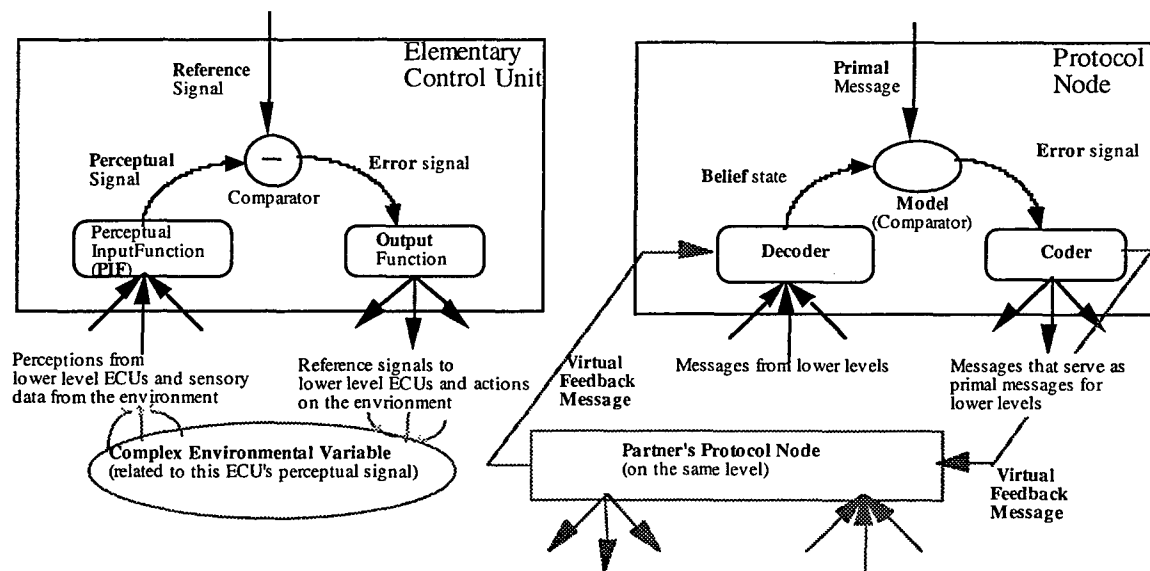 Elementary
Control Unit
Reference
Signal
Perceptual
Signal
−
Error signal
Comparator
Perceptual
InputFunction
(PIF)
Output
Function
Perceptions from
lower level ECUs and sensory
data from the environment
Reference signals to
lower level ECUs and actions
on the envrionment
Complex Environmental Variable
(related to this ECU's perceptual signal)
Protocol
Node
Primal
Message
Error signal
Belief state
Model
(Comparator)
Decoder
Coder
Virtual
Feedback
Message
Messages from lower levels
Messages that serve as
primal messages for
lower levels
Partner's Protocol Node
(on the same level)
Virtual
Feedback
Message